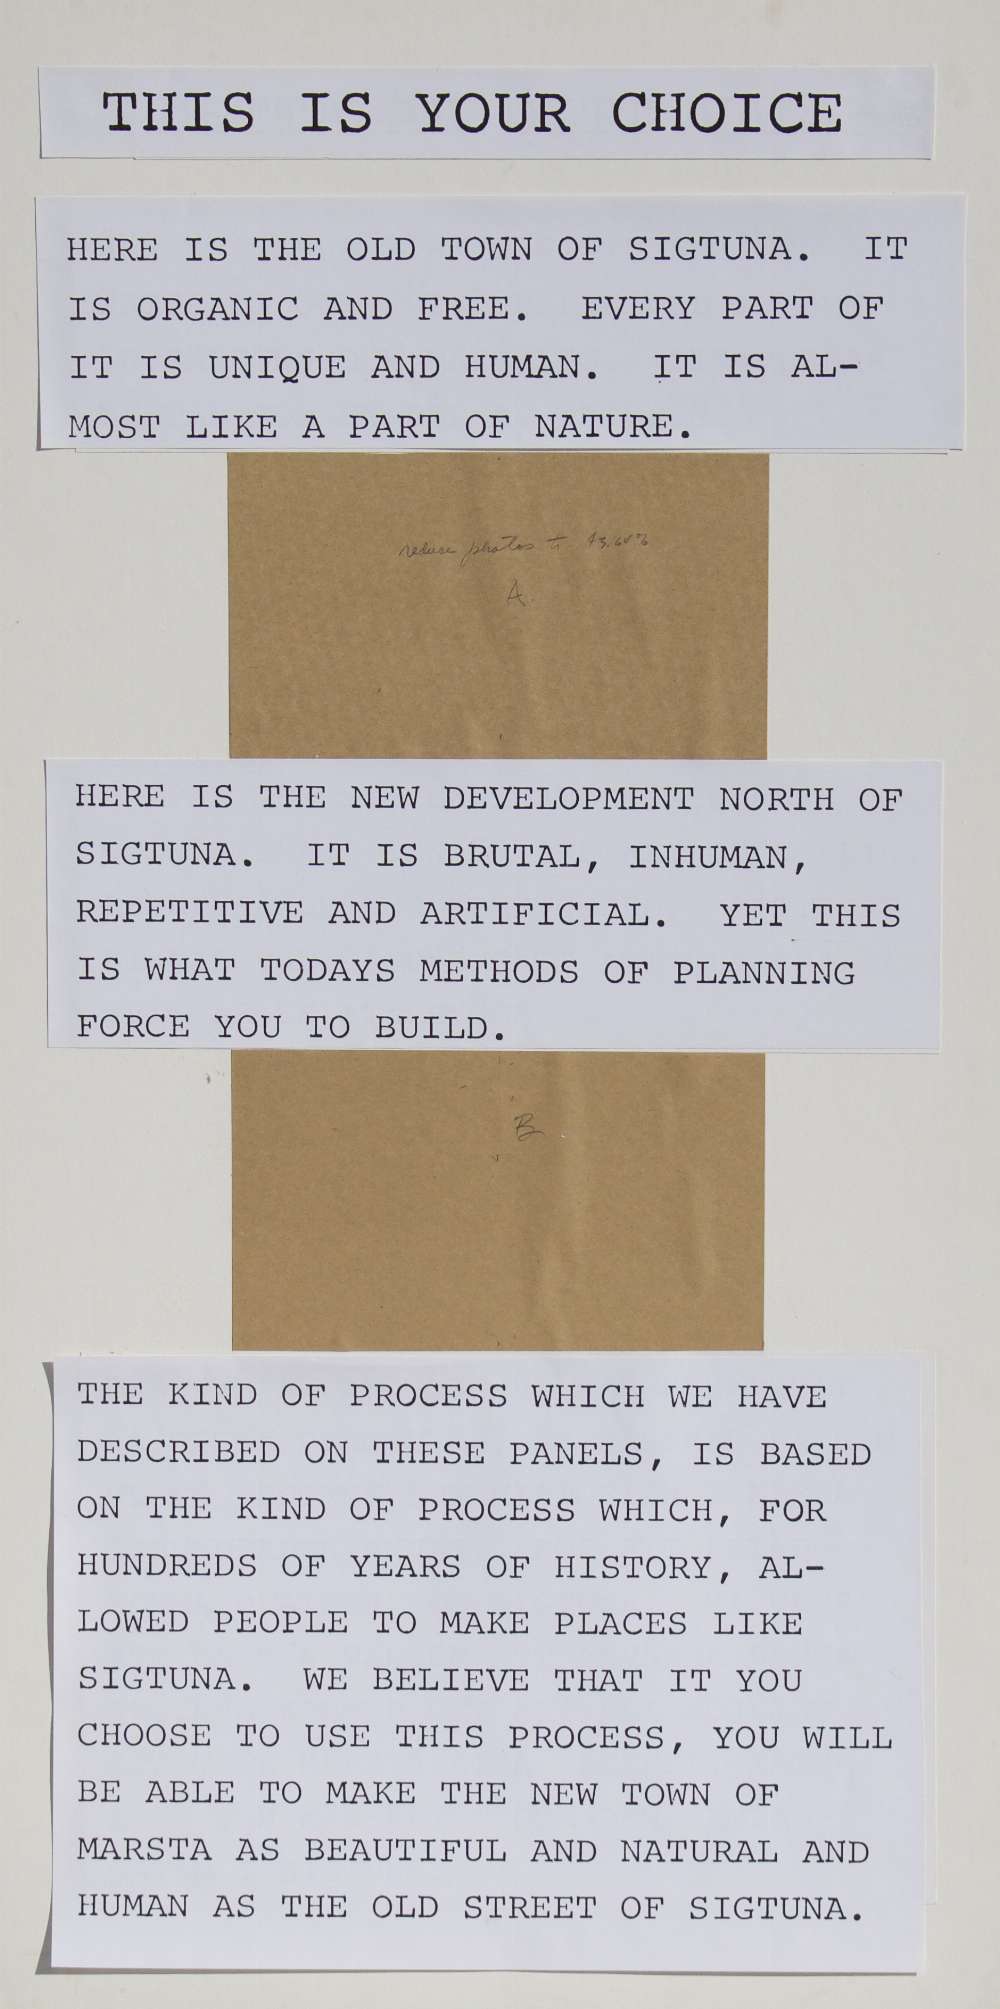 THIS IS YOUR CHOICE
HERE IS THE OLD TOWN OF SIGTUNA. IT
IS ORGANIC AND FREE. EVERY PART OF
IT IS UNIQUE AND HUMAN. IT IS AL-
MOST LIKE A PART OF NATURE.
reduce photos to
A.
HERE IS THE NEW DEVELOPMENT NORTH OF
SIGTUNA. IT IS BRUTAL, INHUMAN,
REPETITIVE AND ARTIFICIAL. YET THIS
IS WHAT TODAYS METHODS OF PLANNING
FORCE YOU TO BUILD.
B
THE KIND OF PROCESS WHICH WE HAVE
DESCRIBED ON THESE PANELS, IS BASED
ON THE KIND OF PROCESS WHICH, FOR
HUNDREDS OF YEARS OF HISTORY, AL-
LOWED PEOPLE TO MAKE PLACES LIKE
SIGTUNA. WE BELIEVE THAT IT YOU
CHOOSE TO USE THIS PROCESS, YOU WILL
BE ABLE TO MAKE THE NEW TOWN OF
MARSTA AS BEAUTIFUL AND NATURAL AND
HUMAN AS THE OLD STREET OF SIGTUNA.